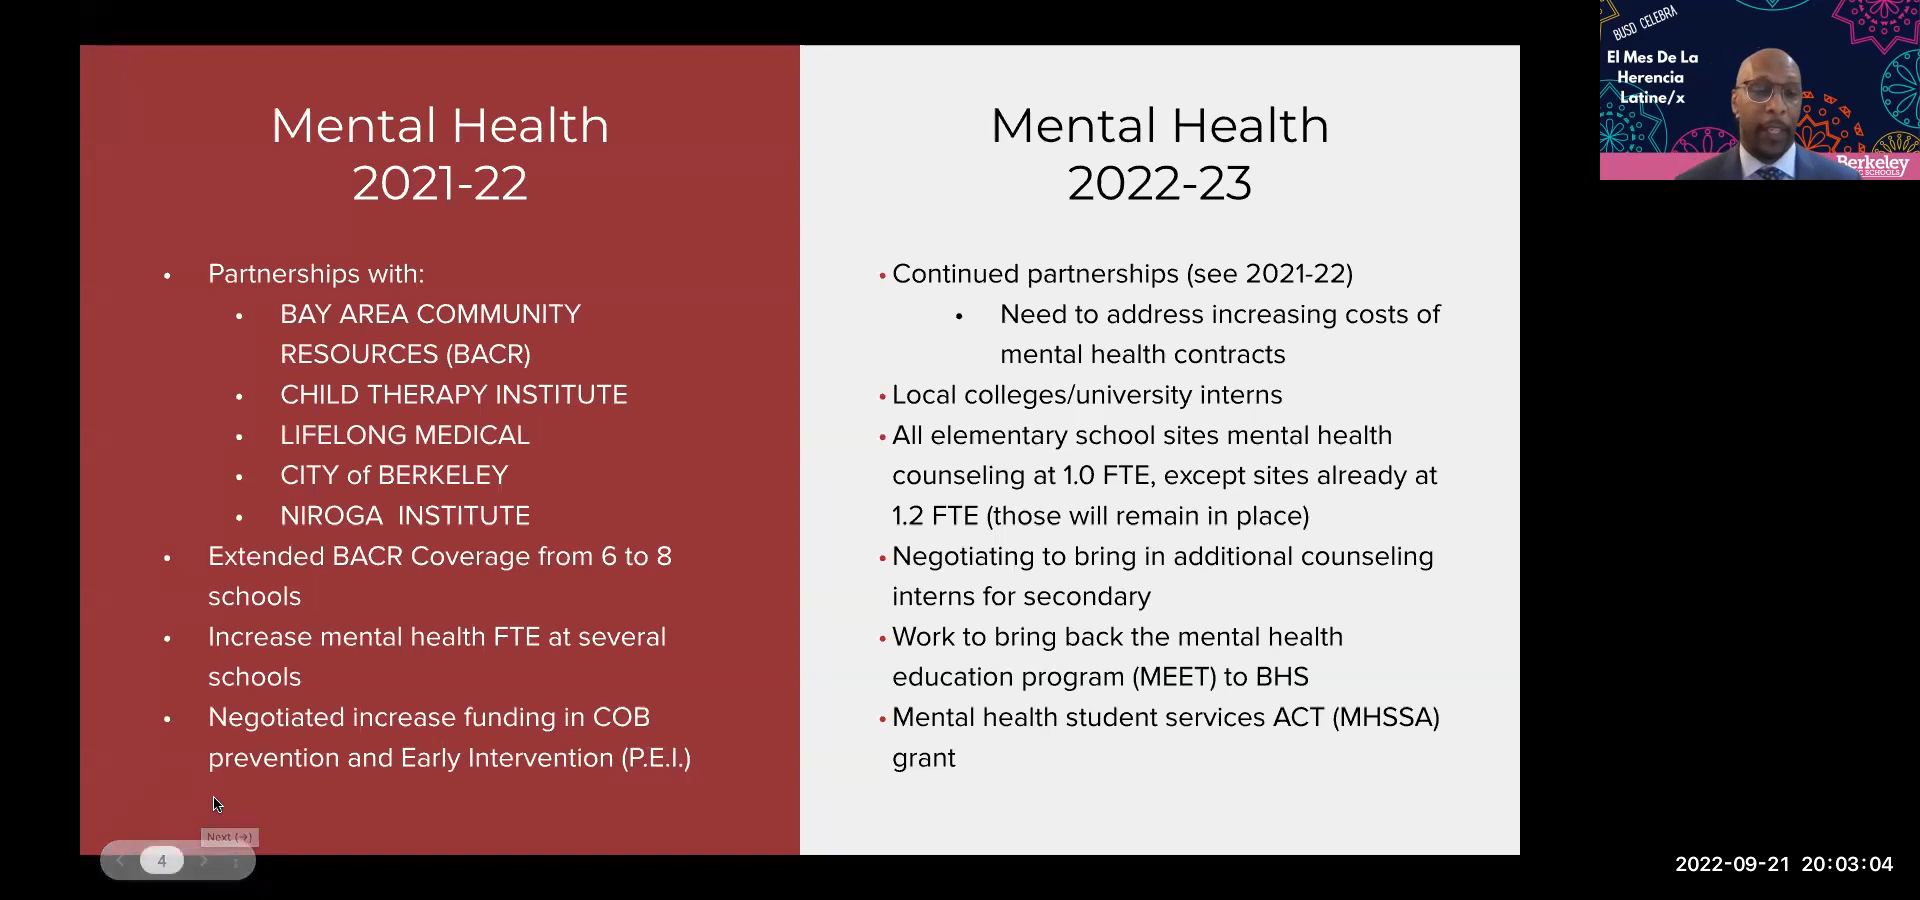 Mental Health
2021-22
• Partnerships with:
• BAY AREA COMMUNITY
RESOURCES (BACR)
• CHILD THERAPY INSTITUTE
• LIFELONG MEDICAL
• CITY of BERKELEY
• NIROGA  INSTITUTE
• Extended BACR Coverage from 6 to 8
schools
• Increase mental health FTE at several
schools
• Negotiated increase funding in COB
prevention and Early Intervention (P.E.I.)
Next (→)
4
Mental Health
2022-23
• Continued partnerships (see 2021-22)
• Need to address increasing costs of
mental health contracts
• Local colleges/university interns
• All elementary school sites mental health
counseling at 1.0 FTE, except sites already at
1.2 FTE (those will remain in place)
• Negotiating to bring in additional counseling
interns for secondary
• Work to bring back the mental health
education program (MEET) to BHS
• Mental health student services ACT (MHSSA)
grant
BUSD CELEBRA
El Mes De La
Herencia
Latine/x
Berkeley
SCHOOLS
2022-09-21 20:03:04